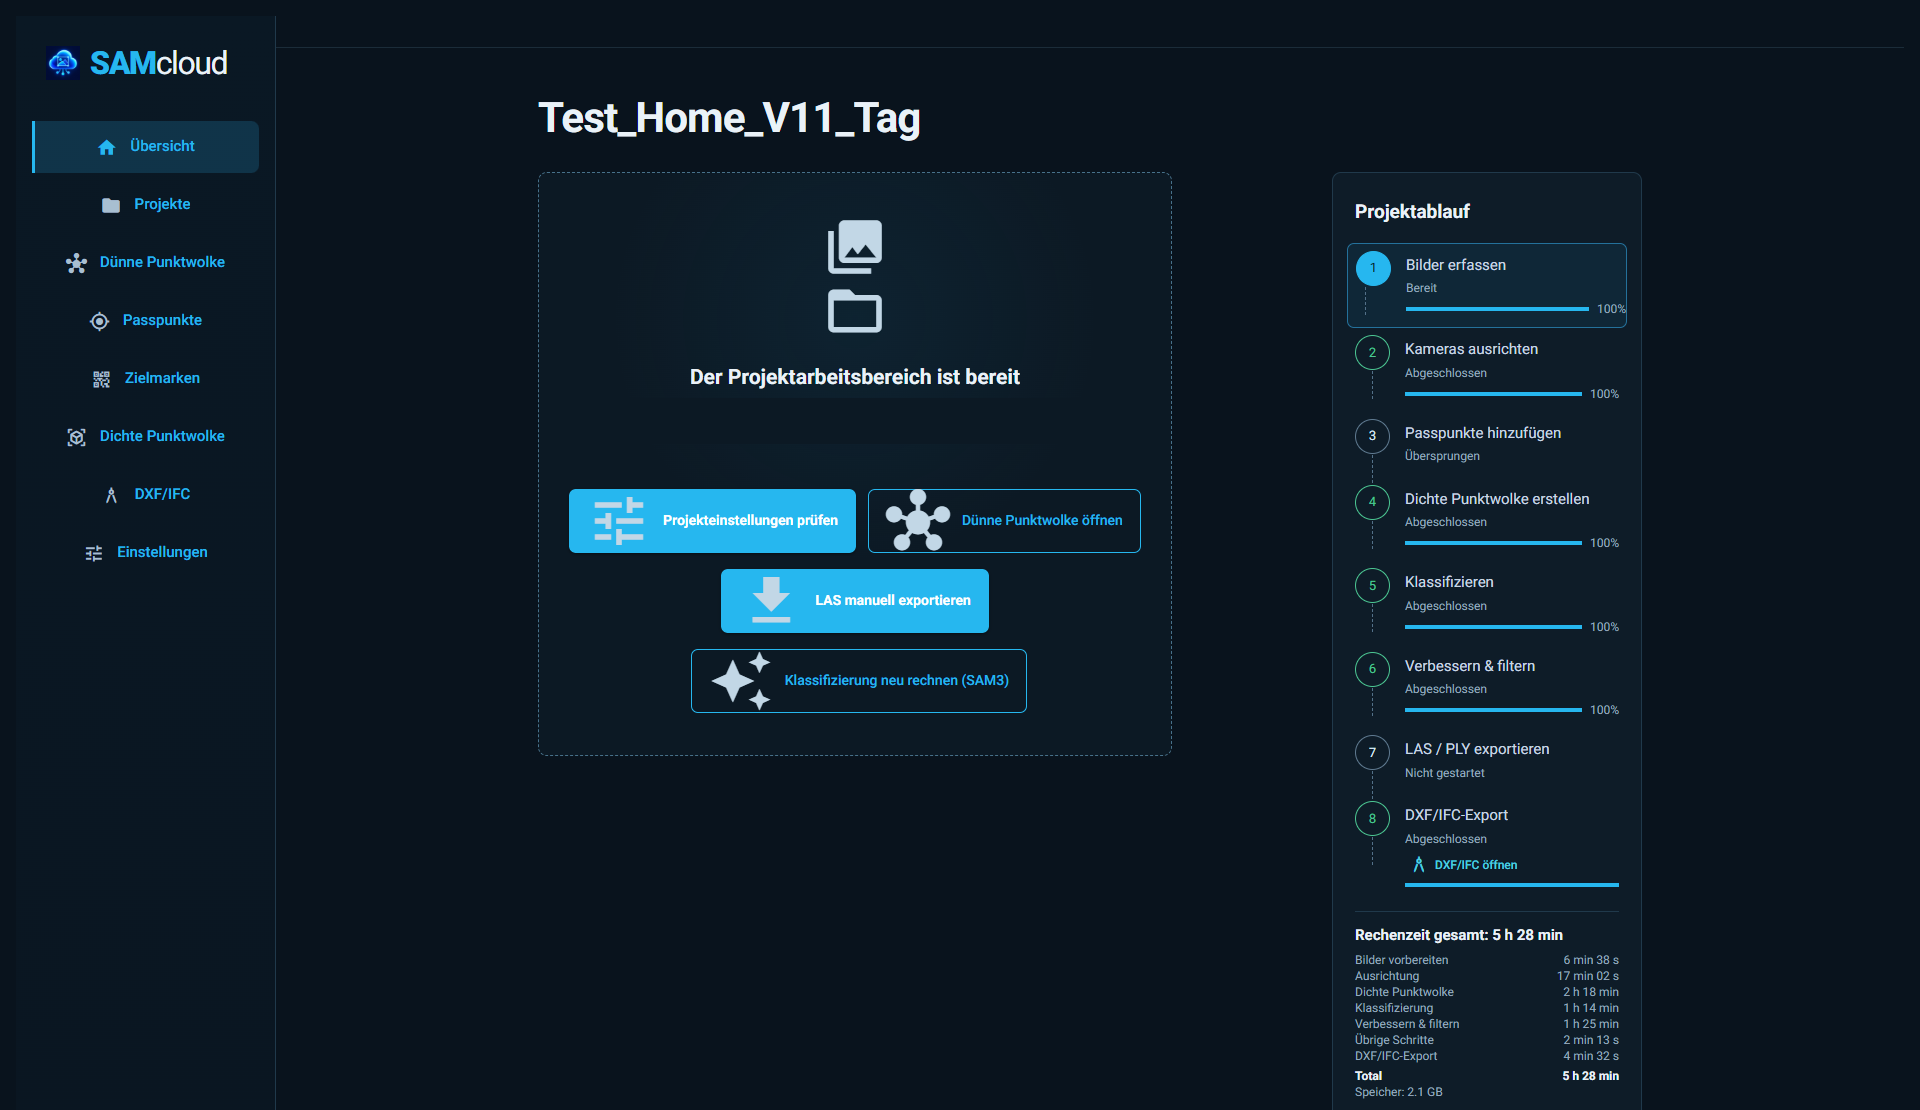 SAMcloud
Übersicht
Projekte
Dünne Punktwolke
Passpunkte
Zielmarken
Dichte Punktwolke
DXF/IFC
Einstellungen
Test_Home_V11_Tag
Der Projektarbeitsbereich ist bereit
Projekteinstellungen prüfen
Dünne Punktwolke öffnen
LAS manuell exportieren
Klassifizierung neu rechnen (SAM3)
Projektablauf
1 Bilder erfassen
Bereit
100%
2 Kameras ausrichten
Abgeschlossen
100%
3 Passpunkte hinzufügen
Übersprungen
4 Dichte Punktwolke erstellen
Abgeschlossen
100%
5 Klassifizieren
Abgeschlossen
100%
6 Verbessern & filtern
Abgeschlossen
100%
7 LAS / PLY exportieren
Nicht gestartet
8 DXF/IFC-Export
Abgeschlossen
DXF/IFC öffnen
Rechenzeit gesamt: 5 h 28 min
Bilder vorbereiten 6 min 38 s
Ausrichtung 17 min 02 s
Dichte Punktwolke 2 h 18 min
Klassifizierung 1 h 14 min
Verbessern & filtern 1 h 25 min
Übrige Schritte 2 min 13 s
DXF/IFC-Export 4 min 32 s
Total 5 h 28 min
Speicher: 2.1 GB